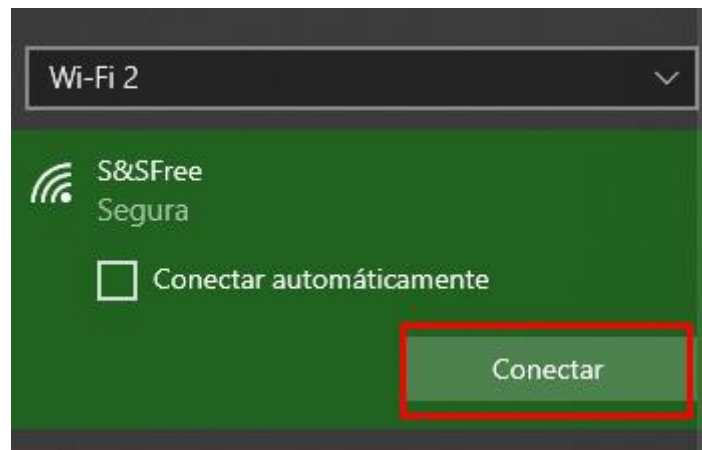 Wi-Fi 2
S&SFree
Segura
Conectar automáticamente
Conectar